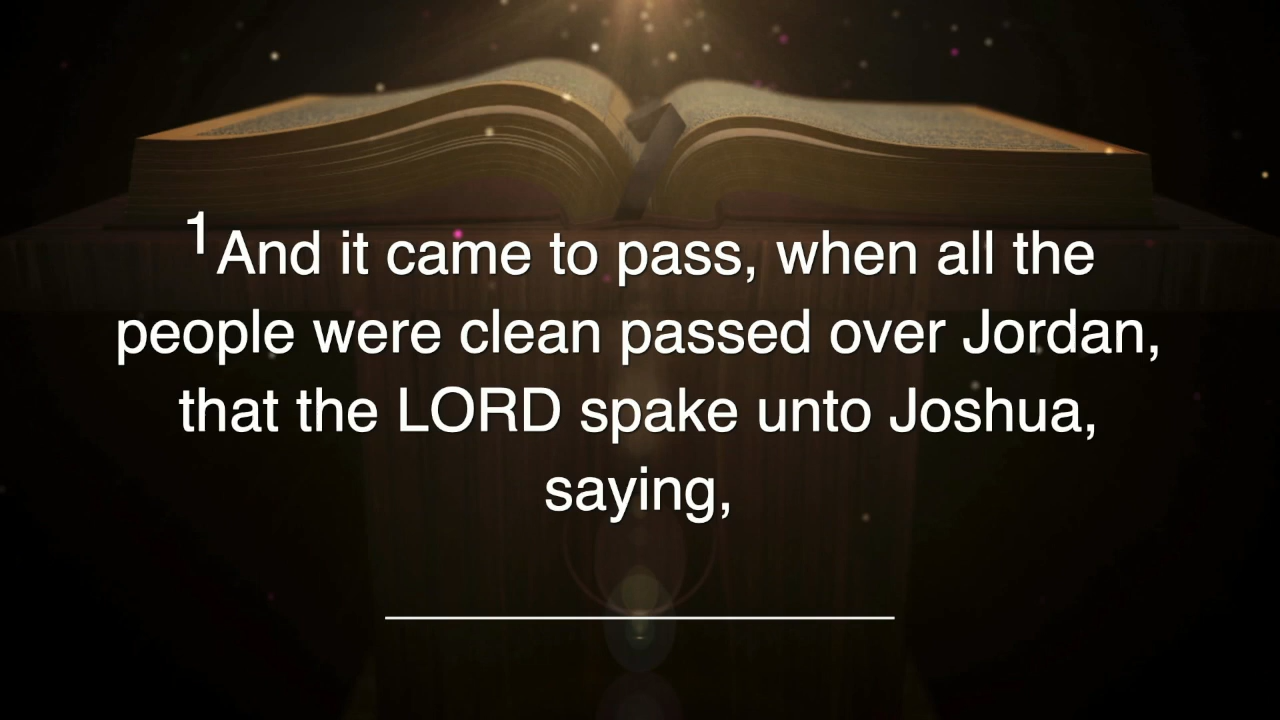 1And it came to pass, when all the
people were clean passed over Jordan,
that the LORD spake unto Joshua,
saying,